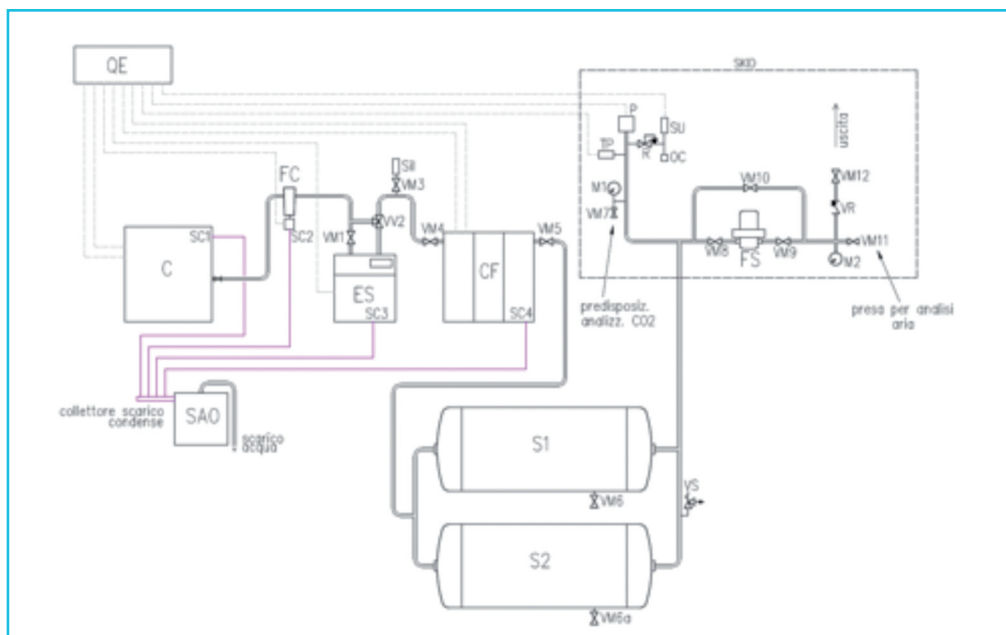 QE
SKID
P
SU
TP
R
OC
uscita
FC
SII
VM3
M1
VM10
VM12
VM7
VR
SC1
SC2
VM1
VV2
VM4
VM5
VM8
FS
VM9
VM11
M2
C
ES
CF
SC3
SC4
predisposiz.
analizz. CO2
presa per analisi
aria
collettore scarico
condense
SAO
scarico
acqua
S1
VM6
VS
S2
VM6a